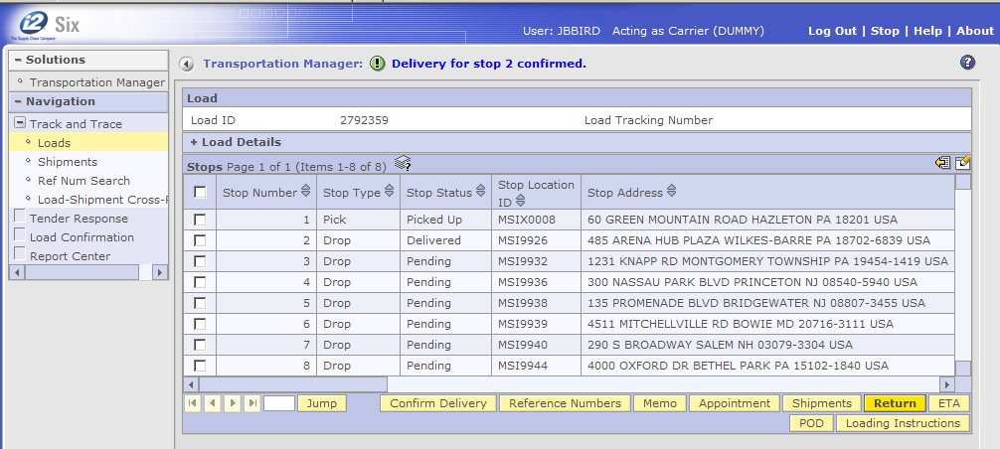 i2 Six
The Supply Chain Company
User: JBBIRD Acting as Carrier (DUMMY) Log Out | Stop | Help | About
− Solutions
Transportation Manager
− Navigation
Track and Trace
Loads
Shipments
Ref Num Search
Load-Shipment Cross-R
Tender Response
Load Confirmation
Report Center
Transportation Manager: Delivery for stop 2 confirmed.
Load
Load ID 2792359 Load Tracking Number
+ Load Details
Stops Page 1 of 1 (Items 1-8 of 8)
Stop Number Stop Type Stop Status Stop Location ID Stop Address
1 Pick Picked Up MSIX0008 60 GREEN MOUNTAIN ROAD HAZLETON PA 18201 USA
2 Drop Delivered MSI9926 485 ARENA HUB PLAZA WILKES-BARRE PA 18702-6839 USA
3 Drop Pending MSI9932 1231 KNAPP RD MONTGOMERY TOWNSHIP PA 19454-1419 USA
4 Drop Pending MSI9936 300 NASSAU PARK BLVD PRINCETON NJ 08540-5940 USA
5 Drop Pending MSI9938 135 PROMENADE BLVD BRIDGEWATER NJ 08807-3455 USA
6 Drop Pending MSI9939 4511 MITCHELLVILLE RD BOWIE MD 20716-3111 USA
7 Drop Pending MSI9940 290 S BROADWAY SALEM NH 03079-3304 USA
8 Drop Pending MSI9944 4000 OXFORD DR BETHEL PARK PA 15102-1840 USA
Jump Confirm Delivery Reference Numbers Memo Appointment Shipments Return ETA
POD Loading Instructions